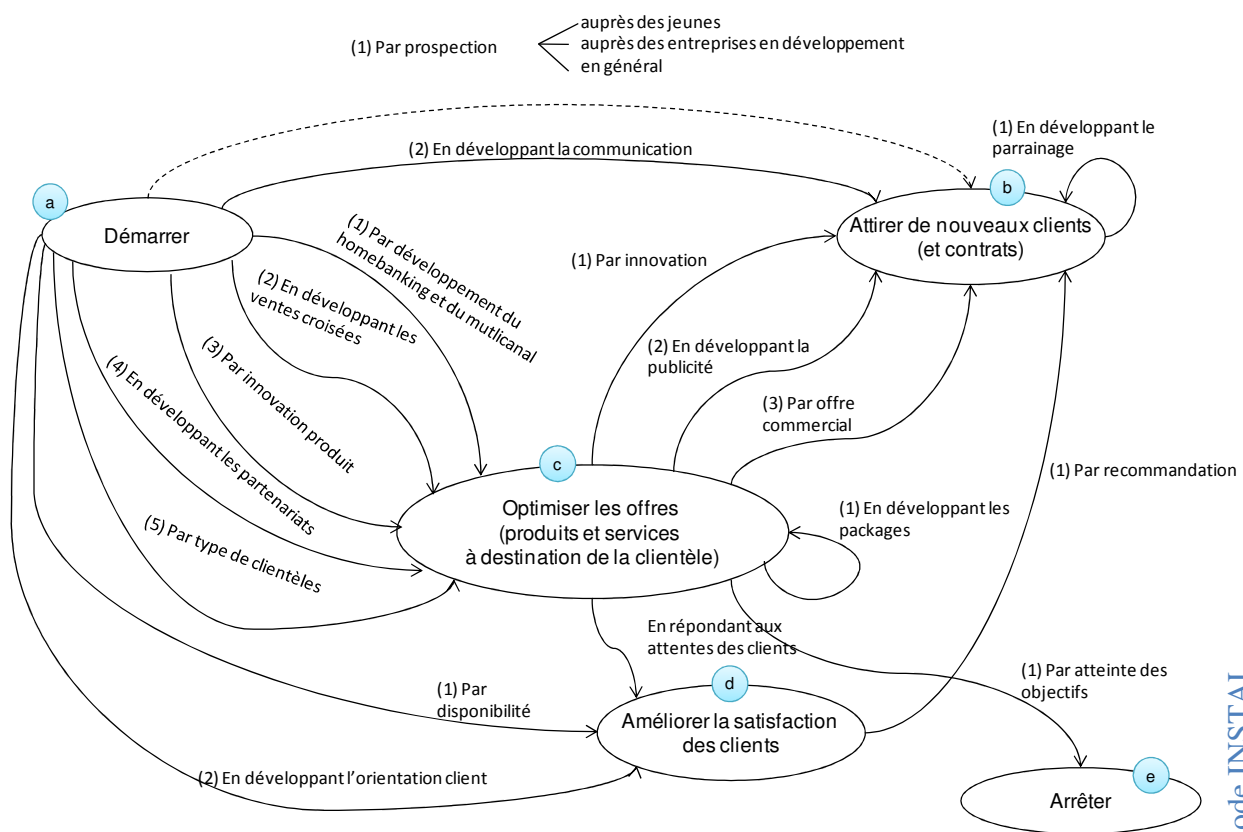 auprès des jeunes
(1) Par prospection
auprès des entreprises en développement
en général
(1) En développant le
parrainage
(2) En développant la communication
a
b
Démarrer
Attirer de nouveaux clients
(et contrats)
(1) Par développement du
homebanking et du mutlicanal
(2) En développant les
ventes croisées
(3) Par innovation produit
(4) En développant les partenariats
(5) Par type de clientèles
(1) Par innovation
(2) En développant la
publicité
(3) Par offre
commercial
(1) Par recommandation
c
Optimiser les offres
(produits et services
à destination de la clientèle)
(1) En développant les
packages
En répondant aux
attentes des clients
(1) Par atteinte des
objectifs
d
(1) Par
disponibilité
Améliorer la satisfaction
des clients
(2) En développant l'orientation client
e
Arrêter
ode INSTAL